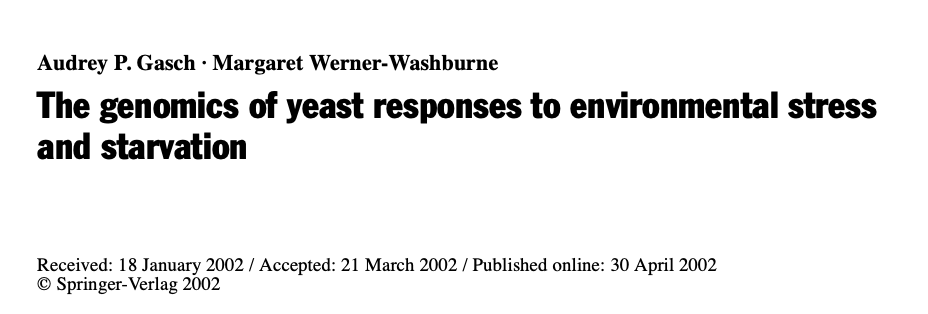 Audrey P. Gasch · Margaret Werner-Washburne
The genomics of yeast responses to environmental stress
and starvation
Received: 18 January 2002 / Accepted: 21 March 2002 / Published online: 30 April 2002
© Springer-Verlag 2002